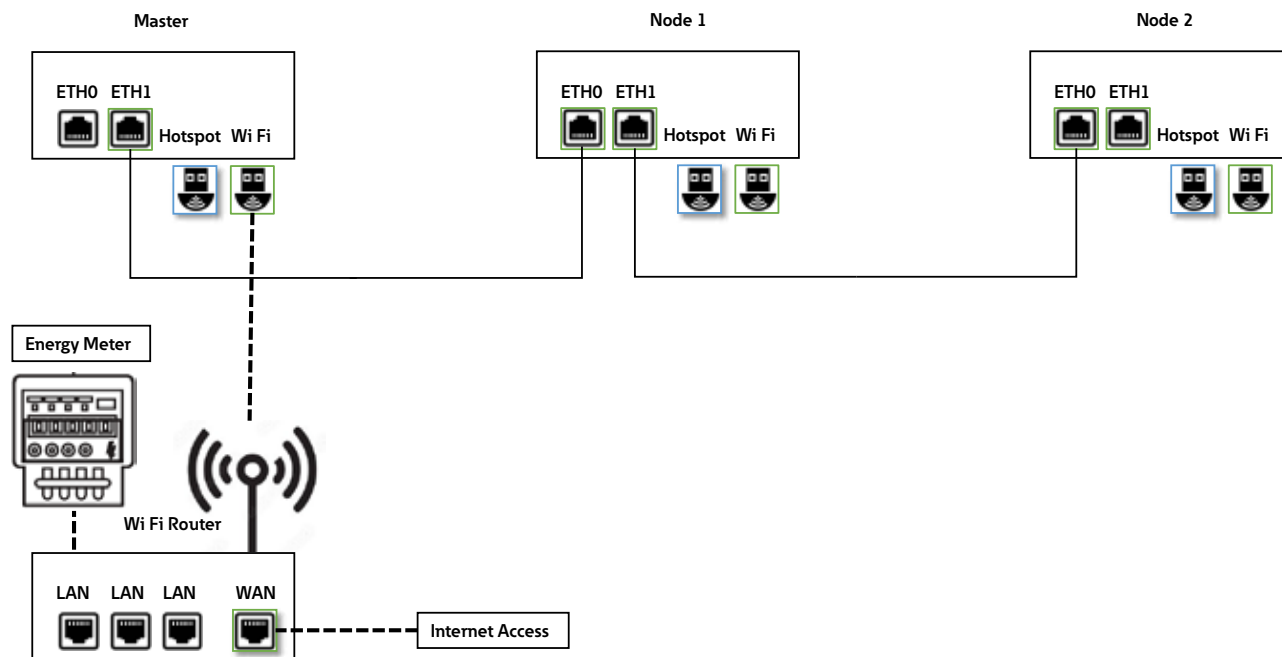 Master
Node 1
Node 2
ETH0 ETH1
Hotspot Wi Fi
ETH0 ETH1
Hotspot Wi Fi
ETH0 ETH1
Hotspot Wi Fi
Energy Meter
Wi Fi Router
LAN LAN LAN WAN
Internet Access